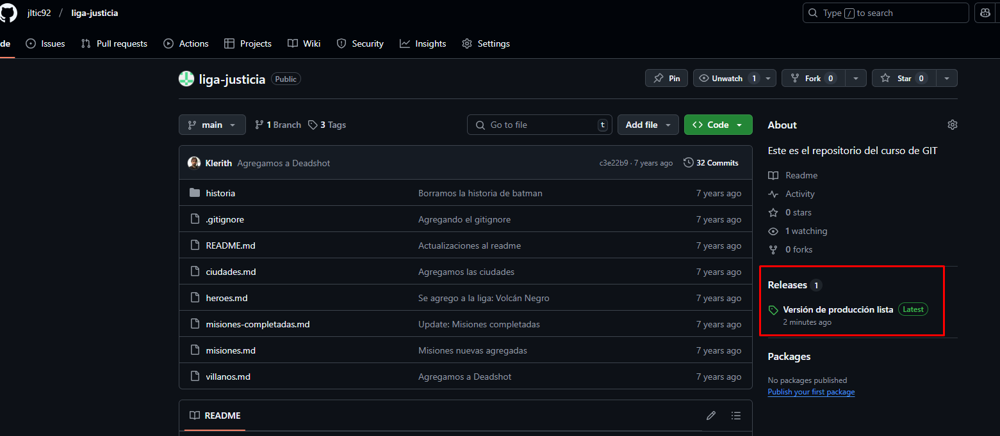 jltic92 / liga-justicia
Type / to search
de Issues Pull requests Actions Projects Wiki Security Insights Settings
liga-justicia Public
Pin Unwatch 1 Fork 0 Star 0
main 1 Branch 3 Tags
Go to file t
Add file Code
Klerith Agregamos a Deadshot c3e22b9 · 7 years ago 32 Commits
historia Borramos la historia de batman 7 years ago
.gitignore Agregando el gitignore 7 years ago
README.md Actualizaciones al readme 7 years ago
ciudades.md Agregamos las ciudades 7 years ago
heroes.md Se agrego a la liga: Volcán Negro 7 years ago
misiones-completadas.md Update: Misiones completadas 7 years ago
misiones.md Misiones nuevas agregadas 7 years ago
villanos.md Agregamos a Deadshot 7 years ago
README
About
Este es el repositorio del curso de GIT
Readme
Activity
0 stars
1 watching
0 forks
Releases 1
Versión de producción lista Latest
2 minutes ago
Packages
No packages published
Publish your first package